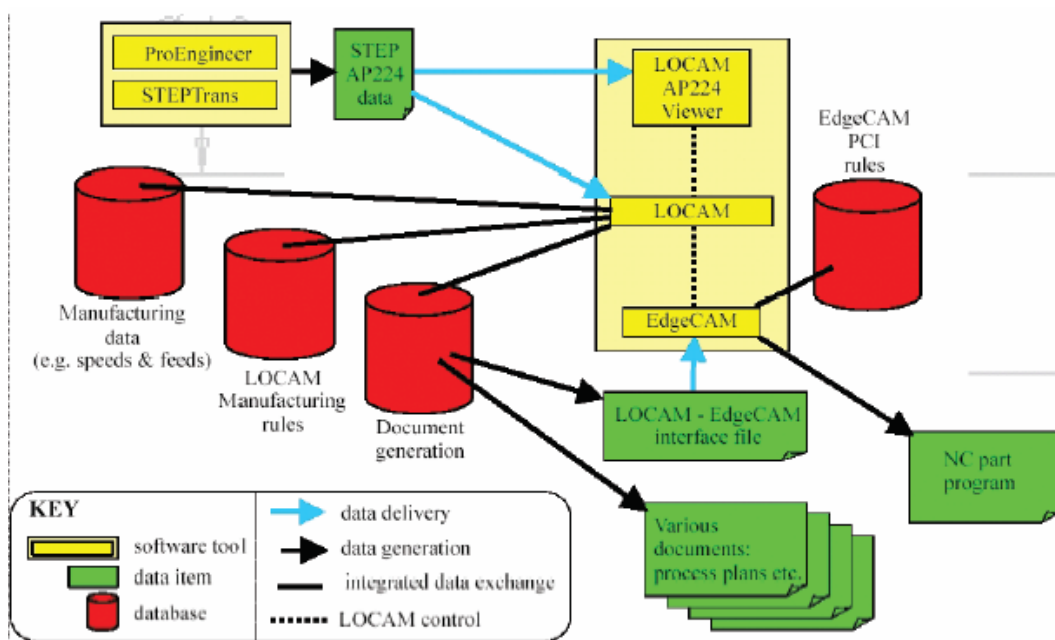 ProEngineer
STEPTrans
STEP
AP224
data
LOCAM
AP224
Viewer
EdgeCAM
PCI
rules
LOCAM
EdgeCAM
Manufacturing
data
(e.g. speeds & feeds)
LOCAM
Manufacturing
rules
Document
generation
LOCAM - EdgeCAM
interface file
NC part
program
Various
documents:
process plans etc.
KEY
software tool
data item
database
data delivery
data generation
integrated data exchange
LOCAM control